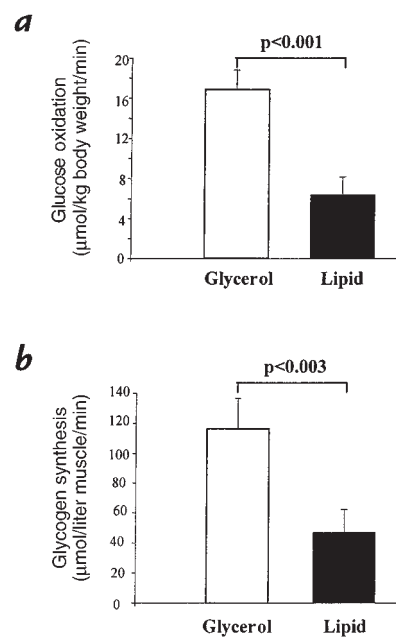 a
p<0.001
Glucose oxidation
(µmol/kg body weight/min)
20
16
12
8
4
0
Glycerol Lipid
b
p<0.003
Glycogen synthesis
(µmol/liter muscle/min)
140
120
100
80
60
40
20
0
Glycerol Lipid